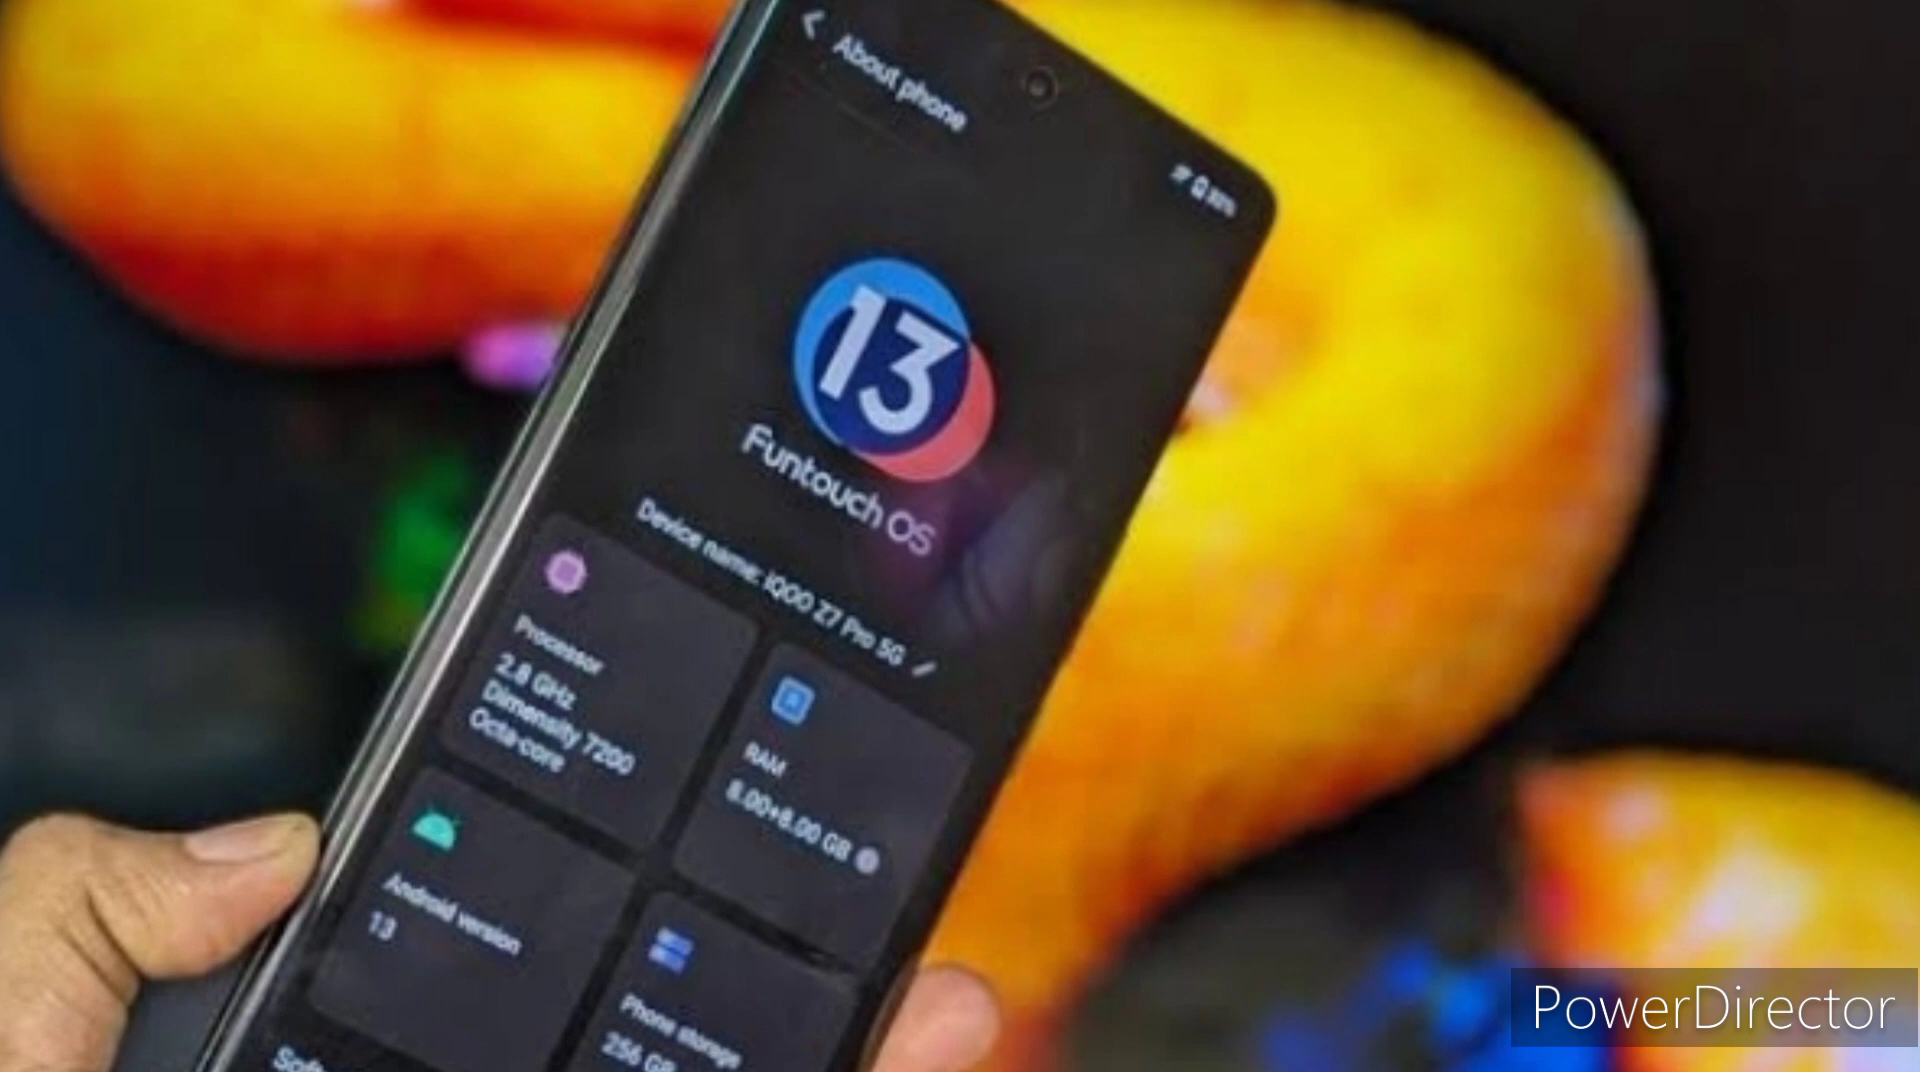 About phone
13
Funtouch OS
Device name: iQOO Z7 Pro 5G
Processor
2.8 GHz
Dimensity 7200
Octa-core
RAM
8.00+8.00 GB
Android version
13
Phone storage
256 GB
PowerDirector